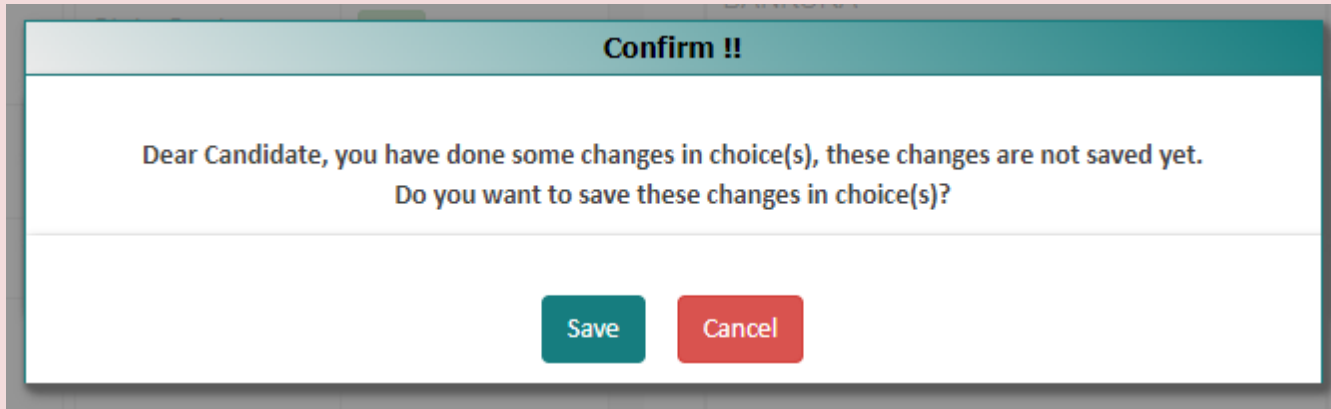 Confirm !!
Dear Candidate, you have done some changes in choice(s), these changes are not saved yet.
Do you want to save these changes in choice(s)?
Save
Cancel